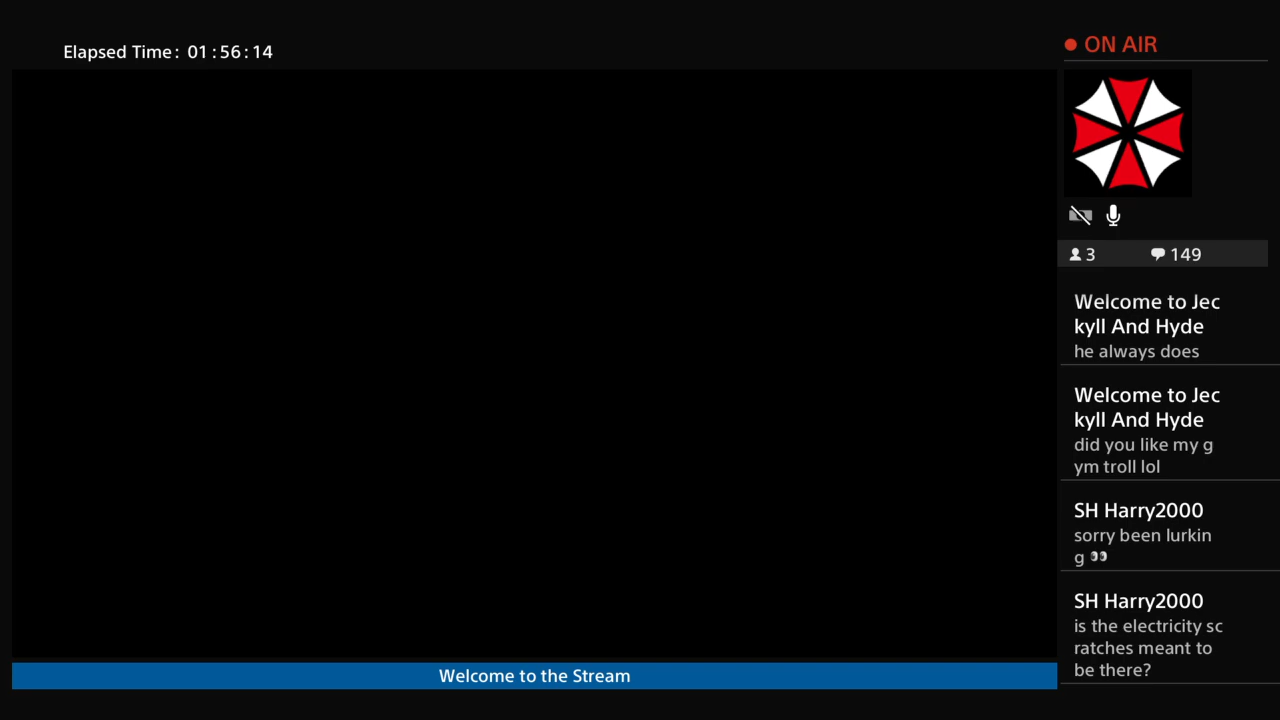 Elapsed Time: 01:56:14
ON AIR
3 149
Welcome to Jec
kyll And Hyde
he always does
Welcome to Jec
kyll And Hyde
did you like my g
ym troll lol
SH Harry2000
sorry been lurkin
g 👀
SH Harry2000
is the electricity sc
ratches meant to
be there?
Welcome to the Stream